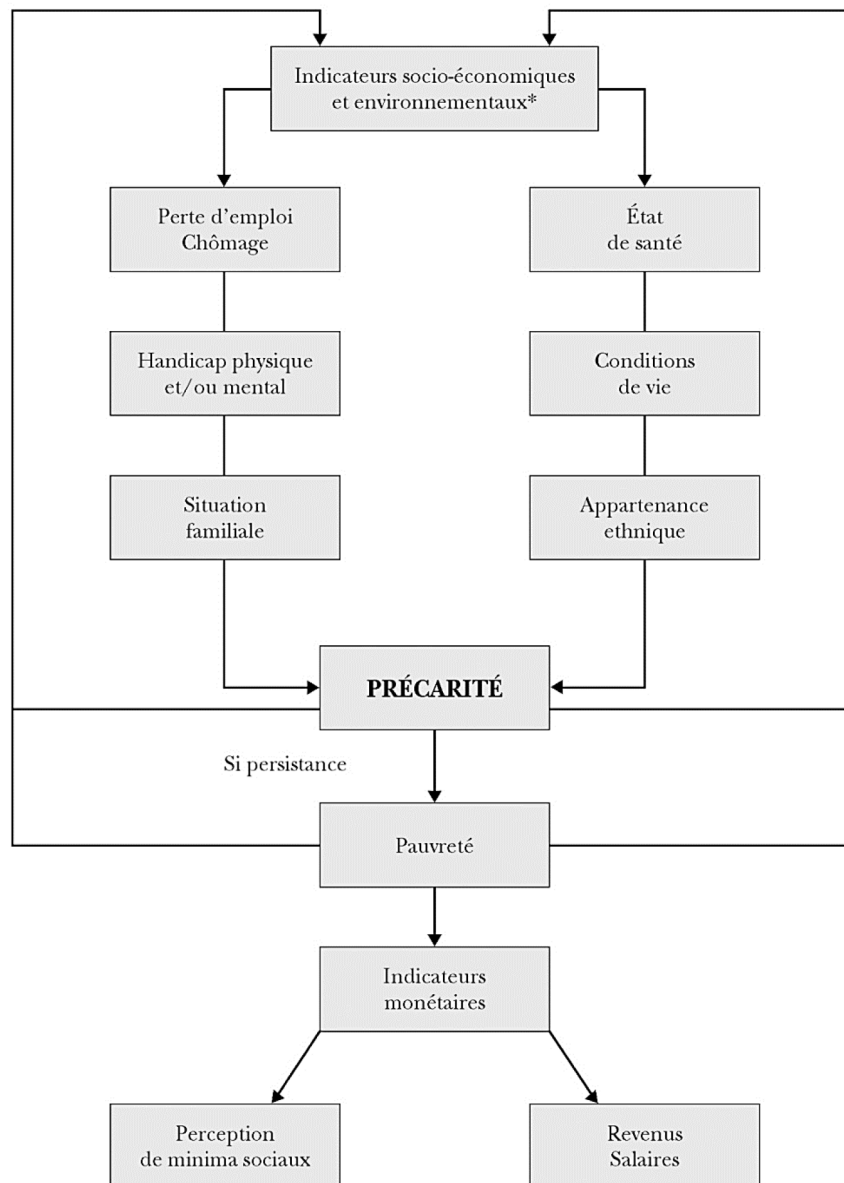 Indicateurs socio-économiques
et environnementaux*
Perte d’emploi
Chômage
État
de santé
Handicap physique
et/ou mental
Conditions
de vie
Situation
familiale
Appartenance
ethnique
PRÉCARITÉ
Si persistance
Pauvreté
Indicateurs
monétaires
Perception
de minima sociaux
Revenus
Salaires